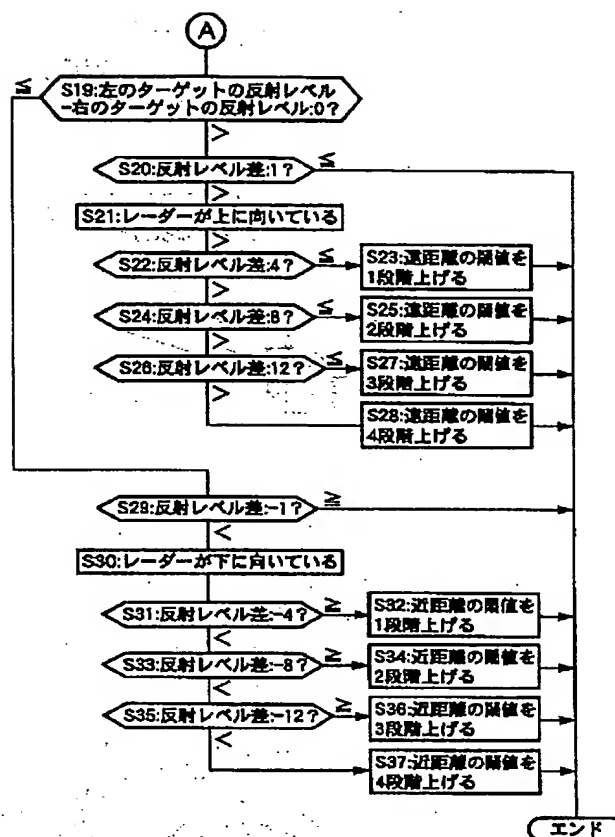 A
≦
S19:左のターゲットの反射レベル
-右のターゲットの反射レベル:0?
>
S20:反射レベル差:1?
≦
>
S21:レーダーが上に向いている
>
S22:反射レベル差:4?
≦
S23:遠距離の閾値を
1段階上げる
>
S24:反射レベル差:8?
≦
S25:遠距離の閾値を
2段階上げる
>
S26:反射レベル差:12?
≦
S27:遠距離の閾値を
3段階上げる
>
S28:遠距離の閾値を
4段階上げる
S29:反射レベル差:-1?
≧
<
S30:レーダーが下に向いている
S31:反射レベル差:-4?
≧
S32:近距離の閾値を
1段階上げる
<
S33:反射レベル差:-8?
≧
S34:近距離の閾値を
2段階上げる
<
S35:反射レベル差:-12?
≧
S36:近距離の閾値を
3段階上げる
<
S37:近距離の閾値を
4段階上げる
エンド